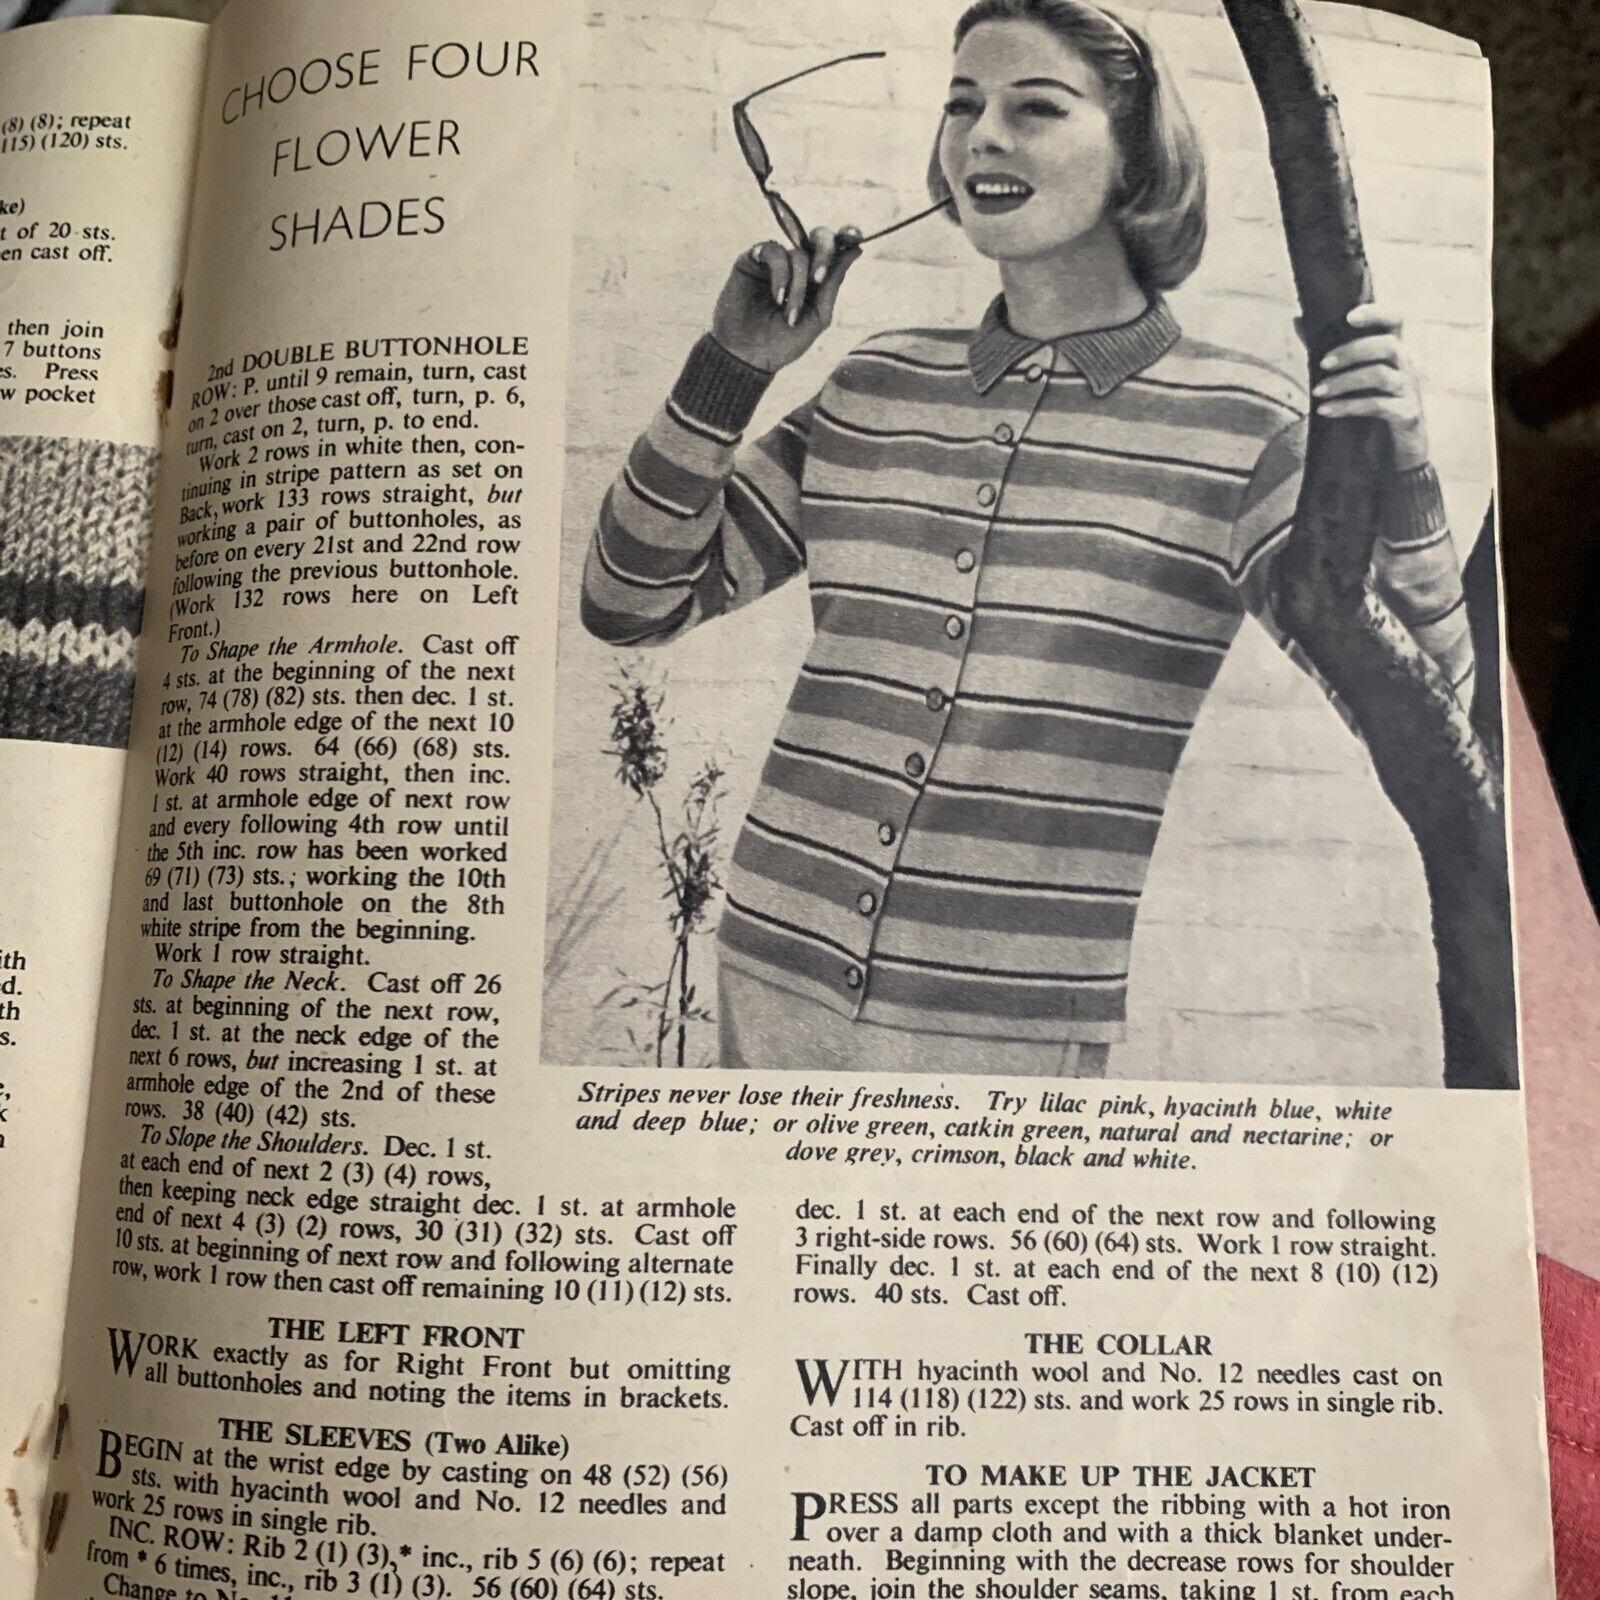 (8) (8); repeat
115) (120) sts.
ke)
t of 20 sts.
en cast off.
then join
7 buttons
s. Press
w pocket
ith
d.
th
s.
CHOOSE FOUR
FLOWER
SHADES
2nd DOUBLE BUTTONHOLE
ROW: P. until 9 remain, turn, cast
on 2 over those cast off, turn, p. 6,
turn, cast on 2, turn, p. to end.
Work 2 rows in white then, con-
tinuing in stripe pattern as set on
Back, work 133 rows straight, but
working a pair of buttonholes, as
before on every 21st and 22nd row
following the previous buttonhole.
(Work 132 rows here on Left
Front.)
To Shape the Armhole. Cast off
4 sts. at the beginning of the next
row, 74 (78) (82) sts. then dec. 1 st.
at the armhole edge of the next 10
(12) (14) rows. 64 (66) (68) sts.
Work 40 rows straight, then inc.
1 st. at armhole edge of next row
and every following 4th row until
the 5th inc. row has been worked
69 (71) (73) sts.; working the 10th
and last buttonhole on the 8th
white stripe from the beginning.
Work 1 row straight.
To Shape the Neck. Cast off 26
sts. at beginning of the next row,
dec. 1 st. at the neck edge of the
next 6 rows, but increasing 1 st. at
armhole edge of the 2nd of these
rows. 38 (40) (42) sts.
To Slope the Shoulders. Dec. 1 st.
at each end of next 2 (3) (4) rows,
then keeping neck edge straight dec. 1 st. at armhole
end of next 4 (3) (2) rows, 30 (31) (32) sts. Cast off
10 sts. at beginning of next row and following alternate
row, work 1 row then cast off remaining 10 (11) (12) sts.
THE LEFT FRONT
WORK exactly as for Right Front but omitting
all buttonholes and noting the items in brackets.
THE SLEEVES (Two Alike)
BEGIN at the wrist edge by casting on 48 (52) (56)
sts. with hyacinth wool and No. 12 needles and
work 25 rows in single rib.
INC. ROW: Rib 2 (1) (3),* inc., rib 5 (6) (6); repeat
from * 6 times, inc., rib 3 (1) (3). 56 (60) (64) sts.
Change to No. 11
Stripes never lose their freshness. Try lilac pink, hyacinth blue, white
and deep blue; or olive green, catkin green, natural and nectarine; or
dove grey, crimson, black and white.
dec. 1 st. at each end of the next row and following
3 right-side rows. 56 (60) (64) sts. Work 1 row straight.
Finally dec. 1 st. at each end of the next 8 (10) (12)
rows. 40 sts. Cast off.
THE COLLAR
WITH hyacinth wool and No. 12 needles cast on
114 (118) (122) sts. and work 25 rows in single rib.
Cast off in rib.
TO MAKE UP THE JACKET
PRESS all parts except the ribbing with a hot iron
over a damp cloth and with a thick blanket under-
neath. Beginning with the decrease rows for shoulder
slope, join the shoulder seams, taking 1 st. from each